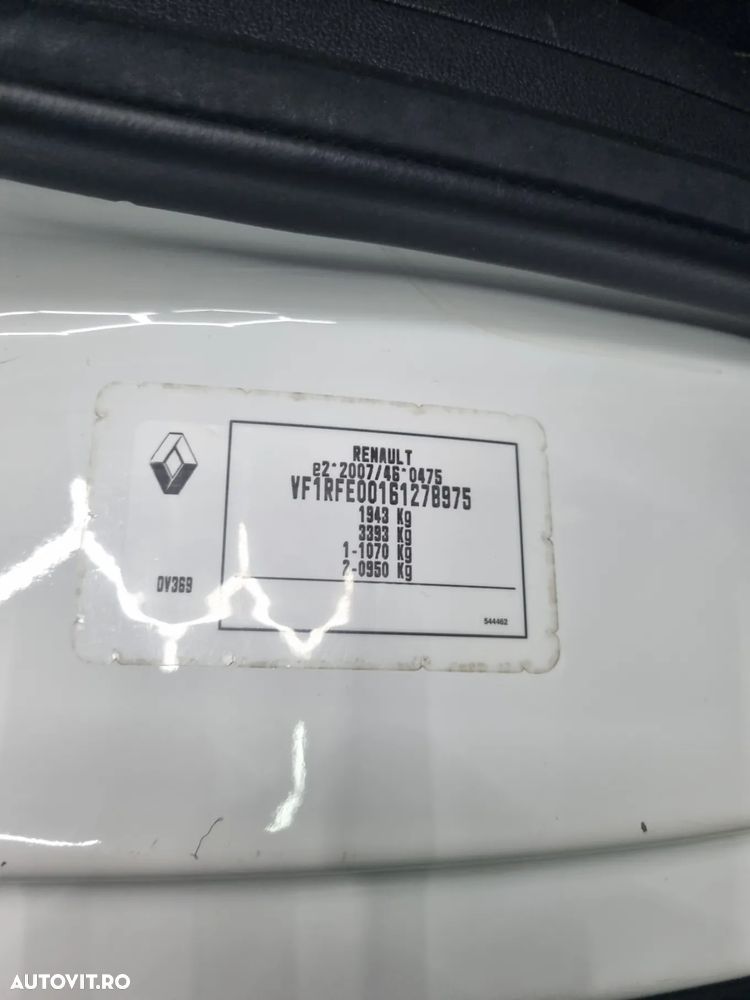 RENAULT
e2*2007/46*0475
VF1RFE00161278975
1943 Kg
3393 Kg
1-1070 Kg
2-0950 Kg
DV369
544462
AUTOVIT.RO